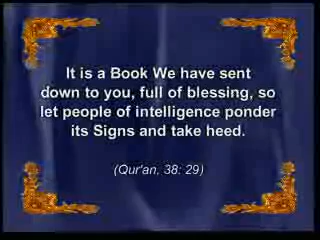 It is a Book We have sent
down to you, full of blessing, so
let people of intelligence ponder
its Signs and take heed.
(Qur'an, 38: 29)